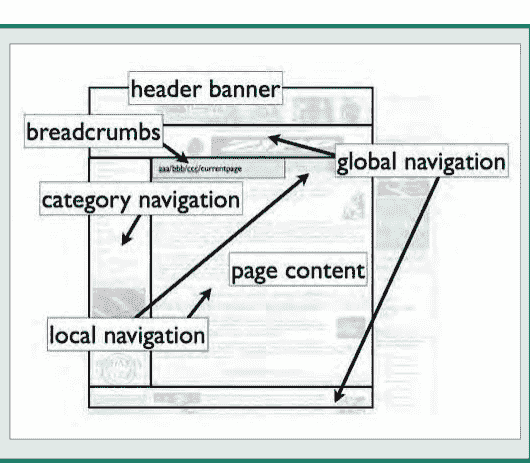 header banner
breadcrumbs
global navigation
aaa/bbb/ccc/currentpage
category navigation
page content
local navigation